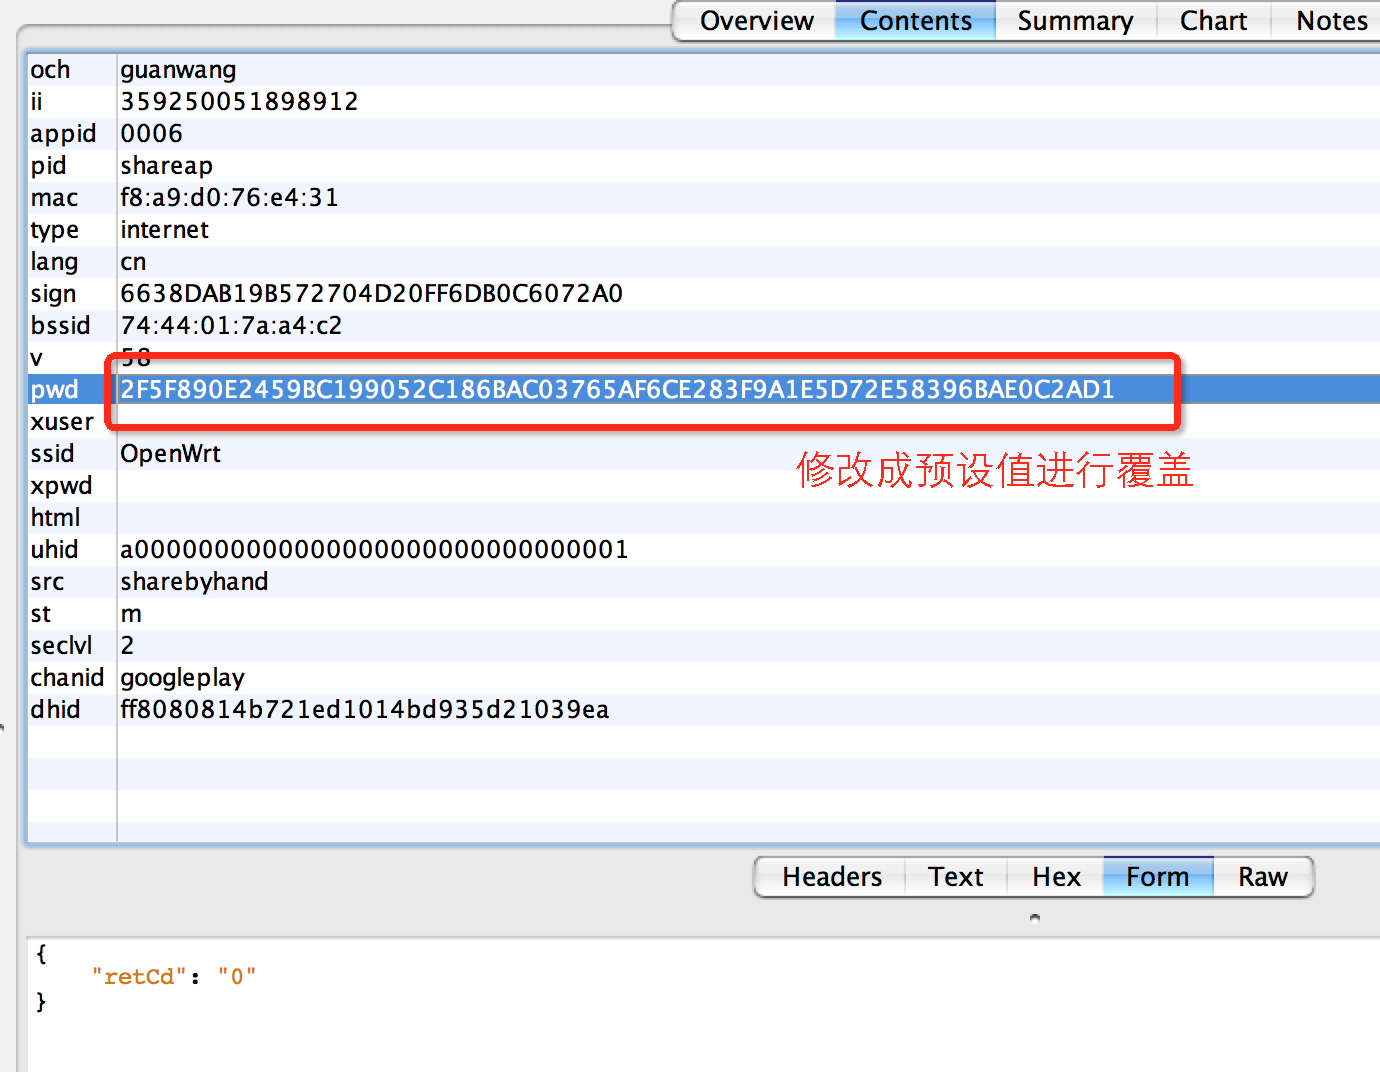 Overview Contents Summary Chart Notes
och guanwang
ii 359250051898912
appid 0006
pid shareap
mac f8:a9:d0:76:e4:31
type internet
lang cn
sign 6638DAB19B572704D20FF6DB0C6072A0
bssid 74:44:01:7a:a4:c2
v 58
pwd 2F5F890E2459BC199052C186BAC03765AF6CE283F9A1E5D72E58396BAE0C2AD1
xuser
ssid OpenWrt
修改成预设值进行覆盖
xpwd
html
uhid a0000000000000000000000000000001
src sharebyhand
st m
seclvl 2
chanid googleplay
dhid ff8080814b721ed1014bd935d21039ea
Headers Text Hex Form Raw
{
"retCd": "0"
}